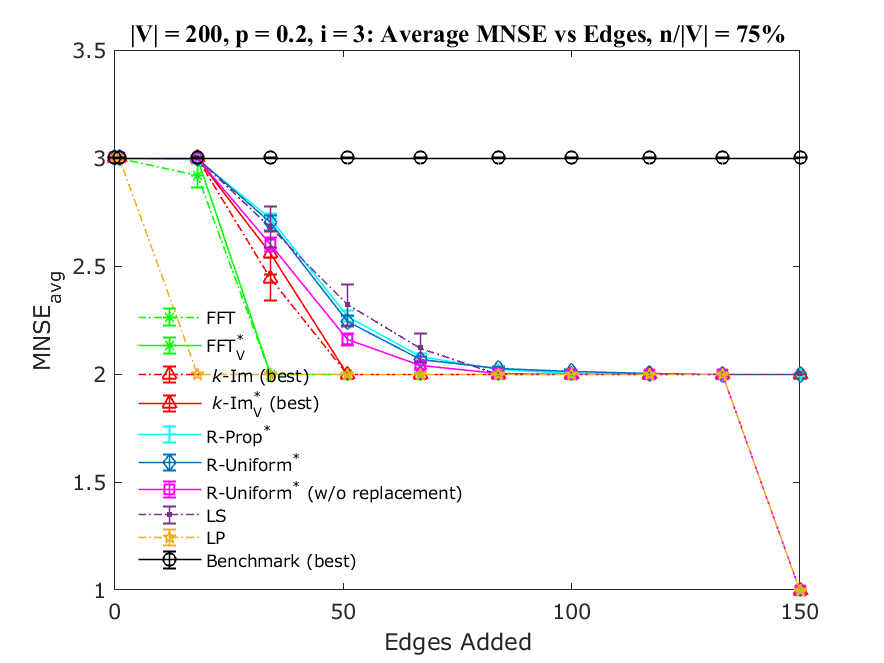 |V| = 200, p = 0.2, i = 3: Average MNSE vs Edges, n/|V| = 75%
3.5
3
2.5
2
1.5
1
MNSE_avg
FFT
FFT*_V
k-Im (best)
k-Im*_V (best)
R-Prop*
R-Uniform*
R-Uniform* (w/o replacement)
LS
LP
Benchmark (best)
0
50
100
150
Edges Added